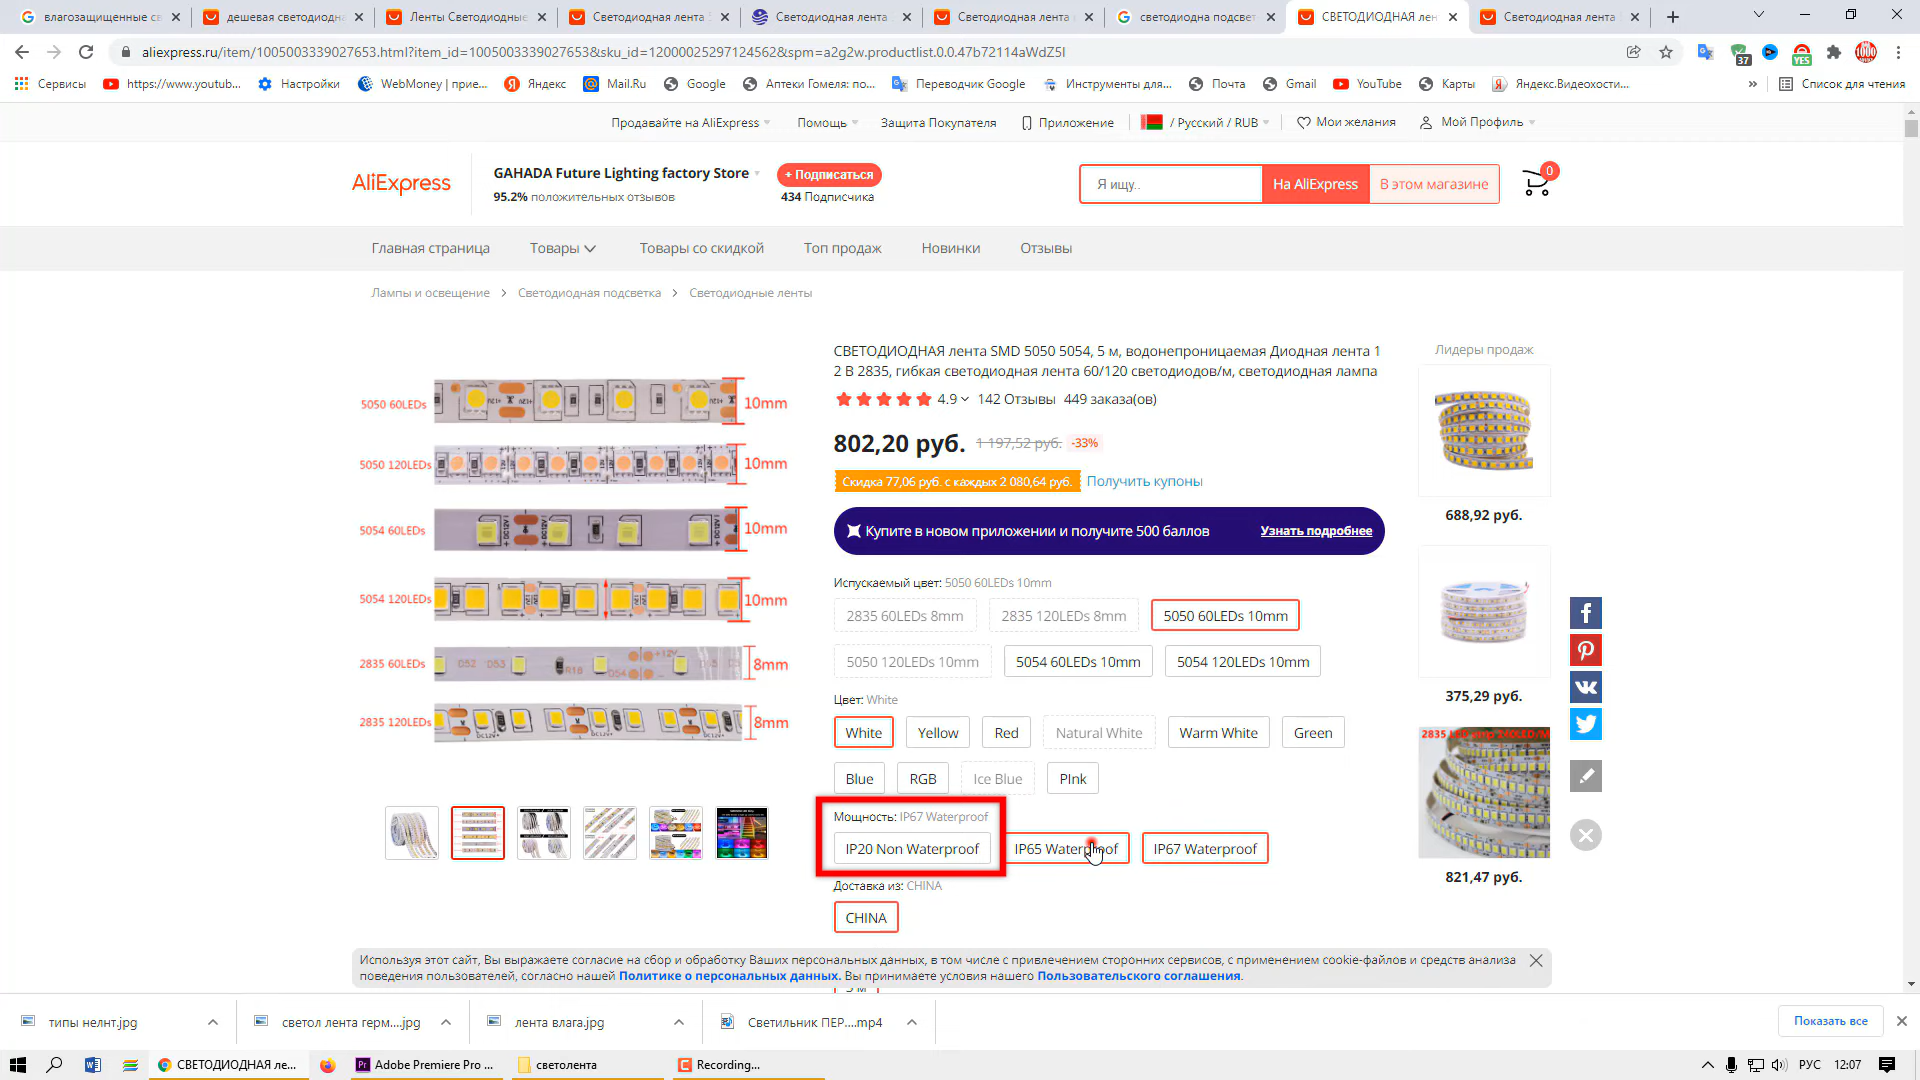 влагозащищенные св
дешевая светодиодна
Ленты Светодиодные
Светодиодная лента
Светодиодная лента
Светодиодная лента
светодиодна подсвет
СВЕТОДИОДНАЯ лен
Светодиодная лента
aliexpress.ru/item/1005003339027653.html?item_id=1005003339027653&sku_id=12000025297124562&spm=a2g2w.productlist.0.0.47b72114aWdZ5I
37
YES
Сервисы
https://www.youtub...
Настройки
WebMoney | прие...
Яндекс
Mail.Ru
Google
Аптеки Гомеля: по...
Переводчик Google
Инструменты для...
Почта
Gmail
YouTube
Карты
Яндекс.Видеохости...
»
Список для чтения
Продавайте на AliExpress
Помощь
Защита Покупателя
Приложение
/ Русский / RUB
Мои желания
Мой Профиль
AliExpress
GAHADA Future Lighting factory Store
95.2% положительных отзывов
+ Подписаться
434 Подписчика
Я ищу..
На AliExpress
В этом магазине
0
Главная страница
Товары
Товары со скидкой
Топ продаж
Новинки
Отзывы
Лампы и освещение > Светодиодная подсветка > Светодиодные ленты
5050 60LEDs
10mm
5050 120LEDs
10mm
5054 60LEDs
10mm
5054 120LEDs
10mm
2835 60LEDs
8mm
2835 120LEDs
8mm
СВЕТОДИОДНАЯ лента SMD 5050 5054, 5 м, водонепроницаемая Диодная лента 1
2 В 2835, гибкая светодиодная лента 60/120 светодиодов/м, светодиодная лампа
4.9
142 Отзывы
449 заказа(ов)
802,20 руб.
1 197,52 руб.
-33%
Скидка 77,06 руб. с каждых 2 080,64 руб.
Получить купоны
Купите в новом приложении и получите 500 баллов
Узнать подробнее
Испускаемый цвет: 5050 60LEDs 10mm
2835 60LEDs 8mm
2835 120LEDs 8mm
5050 60LEDs 10mm
5050 120LEDs 10mm
5054 60LEDs 10mm
5054 120LEDs 10mm
Цвет: White
White
Yellow
Red
Natural White
Warm White
Green
Blue
RGB
Ice Blue
PInk
Мощность: IP67 Waterproof
IP20 Non Waterproof
IP65 Waterproof
IP67 Waterproof
Доставка из: CHINA
CHINA
5 м
Лидеры продаж
688,92 руб.
375,29 руб.
821,47 руб.
Используя этот сайт, Вы выражаете согласие на сбор и обработку Ваших персональных данных, в том числе с привлечением сторонних сервисов, с применением cookie-файлов и средств анализа
поведения пользователей, согласно нашей Политике о персональных данных. Вы принимаете условия нашего Пользовательского соглашения.
типы нелнт.jpg
светол лента герм....jpg
лента влага.jpg
Светильник ПЕР....mp4
Показать все
СВЕТОДИОДНАЯ ле...
Adobe Premiere Pro ...
светолента
Recording...
РУС
12:07